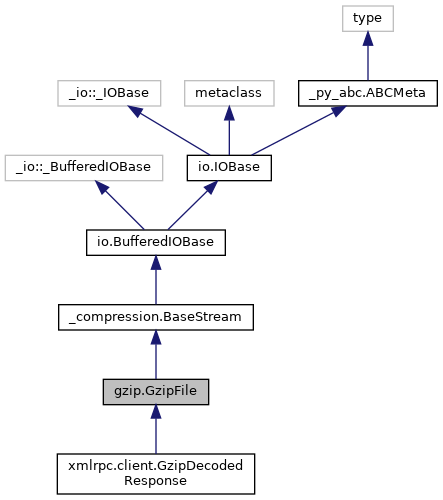 type
_io::_IOBase
metaclass
_py_abc.ABCMeta
_io::_BufferedIOBase
io.IOBase
io.BufferedIOBase
_compression.BaseStream
gzip.GzipFile
xmlrpc.client.GzipDecoded
Response